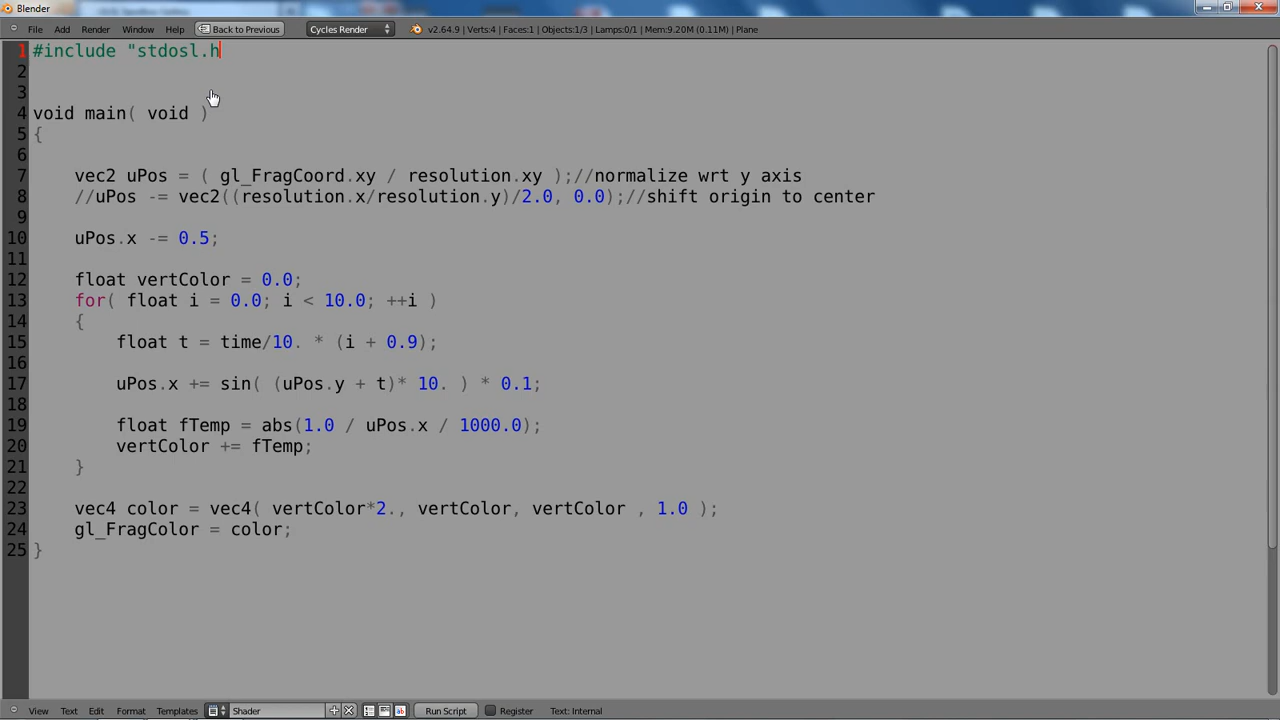 Blender
File Add Render Window Help Back to Previous Cycles Render v2.64.9 | Verts:4 | Faces:1 | Objects:1/3 | Lamps:0/1 | Mem:9.20M (0.11M) | Plane
1 #include "stdosl.h
2
3
4 void main( void )
5 {
6
7 vec2 uPos = ( gl_FragCoord.xy / resolution.xy );//normalize wrt y axis
8 //uPos -= vec2((resolution.x/resolution.y)/2.0, 0.0);//shift origin to center
9
10 uPos.x -= 0.5;
11
12 float vertColor = 0.0;
13 for( float i = 0.0; i < 10.0; ++i )
14 {
15 float t = time/10. * (i + 0.9);
16
17 uPos.x += sin( (uPos.y + t)* 10. ) * 0.1;
18
19 float fTemp = abs(1.0 / uPos.x / 1000.0);
20 vertColor += fTemp;
21 }
22
23 vec4 color = vec4( vertColor*2., vertColor, vertColor , 1.0 );
24 gl_FragColor = color;
25 }
View Text Edit Format Templates Shader Run Script Register Text: Internal